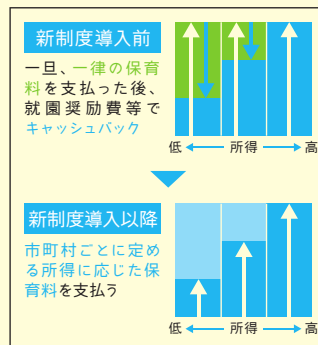 新制度導入前
一旦、一律の保育
料を支払った後、
就園奨励費等で
キャッシュバック
低 所得 高
新制度導入以降
市町村ごとに定め
る所得に応じた保
育料を支払う
低 所得 高